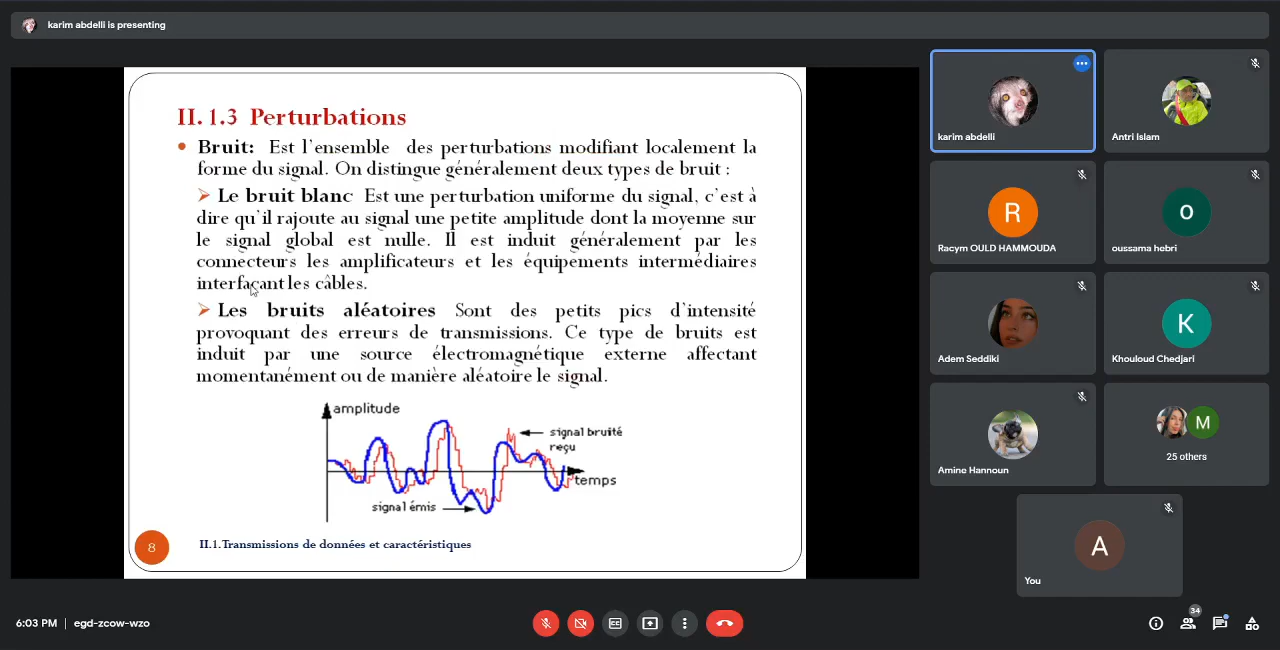 karim abdelli is presenting
II. 1.3 Perturbations
• Bruit: Est l'ensemble des perturbations modifiant localement la
forme du signal. On distingue généralement deux types de bruit :
➢ Le bruit blanc Est une perturbation uniforme du signal, c'est à
dire qu'il rajoute au signal une petite amplitude dont la moyenne sur
le signal global est nulle. Il est induit généralement par les
connecteurs les amplificateurs et les équipements intermédiaires
interfaçant les câbles.
➢ Les bruits aléatoires Sont des petits pics d'intensité
provoquant des erreurs de transmissions. Ce type de bruits est
induit par une source électromagnétique externe affectant
momentanément ou de manière aléatoire le signal.
amplitude
signal bruité
reçu
temps
signal émis
8
II.1.Transmissions de données et caractéristiques
karim abdelli
Antri Islam
R
Racym OULD HAMMOUDA
o
oussama hebri
Adem Seddiki
K
Khouloud Chedjari
Amine Hannoun
M
25 others
A
You
6:03 PM | egd-zcow-wzo
34